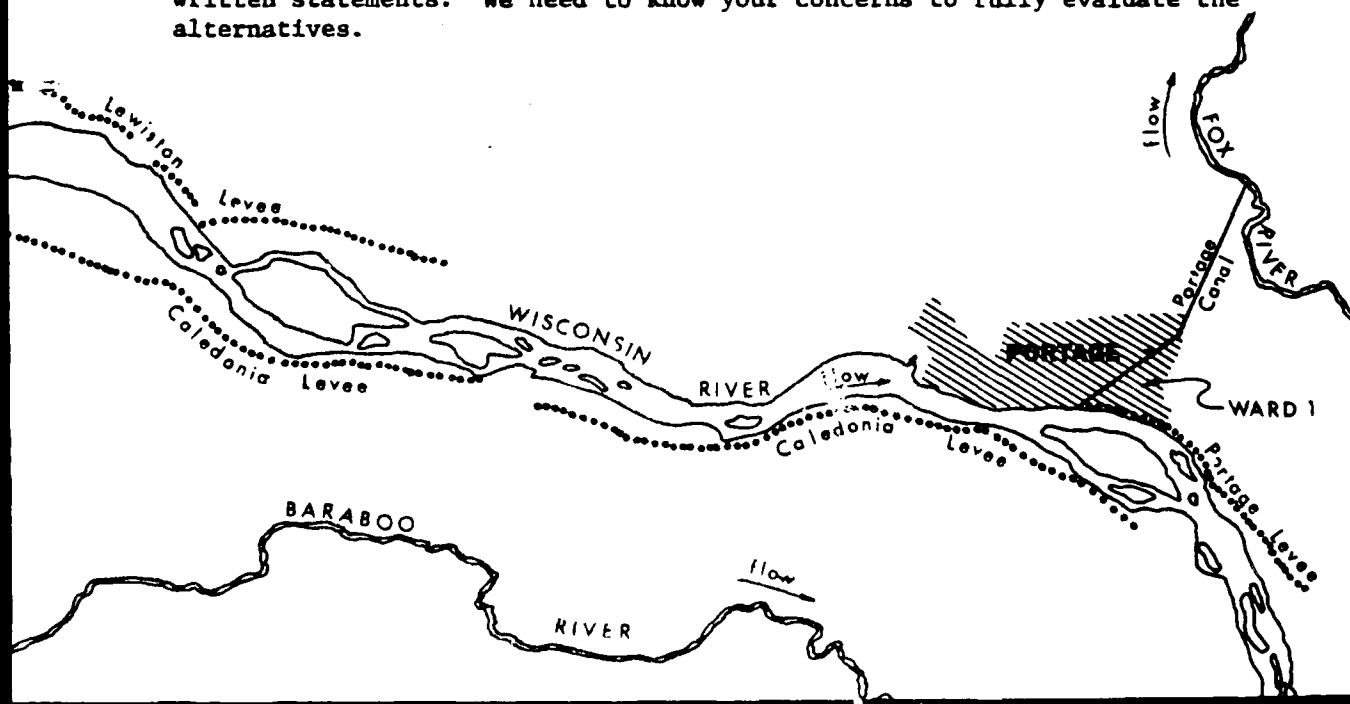 written statements. We need to know your concerns to fully evaluate the
alternatives.
Lewiston
Levee
flow
FOX
RIVER
Portage
Canal
Caledonia
Levee
WISCONSIN
RIVER
flow
PORTAGE
WARD 1
Caledonia
Levee
Portage
Levee
BARABOO
RIVER
flow